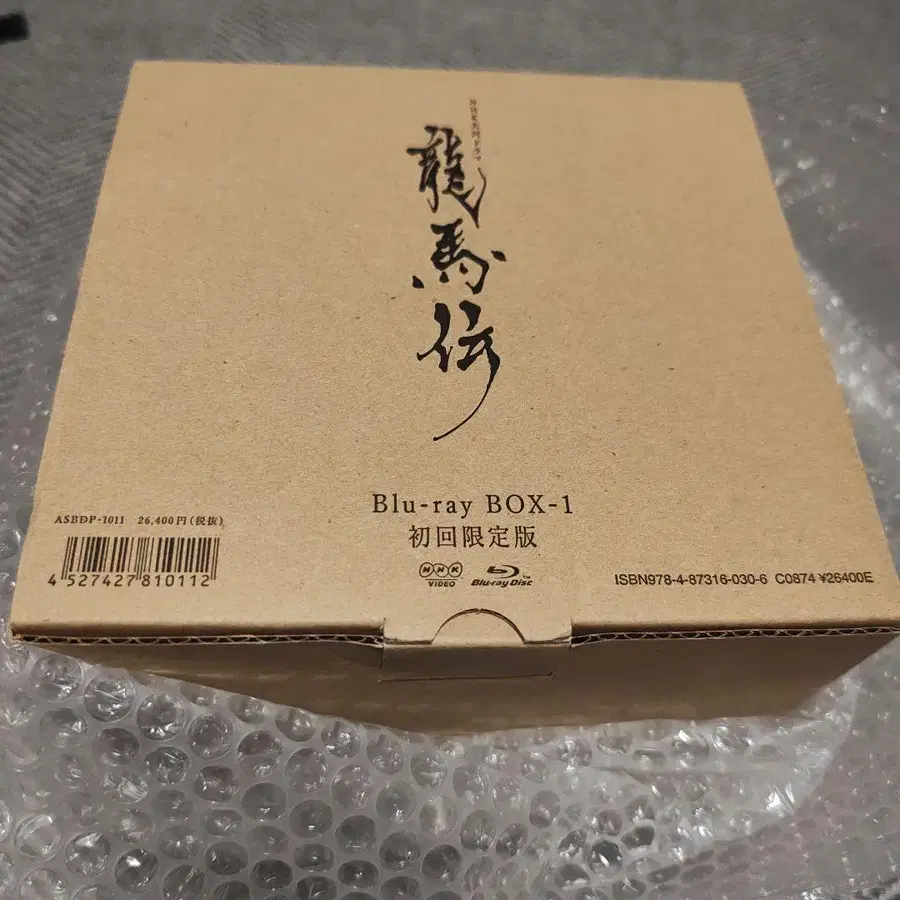 NHK大河ドラマ
龍馬伝
Blu-ray BOX-1
初回限定版
ASBDP-1011 26,400円(税抜)
4 527427 810112
NHK VIDEO
Blu-ray Disc™
ISBN978-4-87316-030-6 C0874 ¥26400E